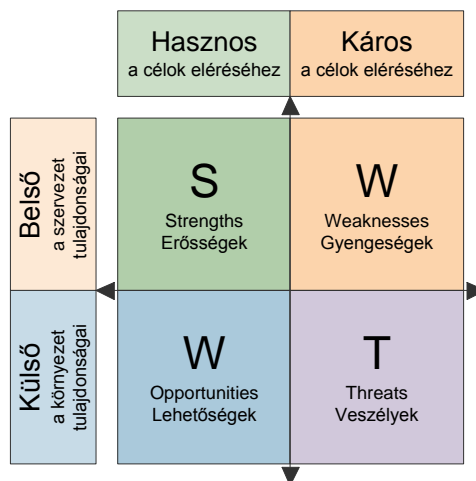 Hasznos
a célok eléréséhez
Káros
a célok eléréséhez
Belső
a szervezet
tulajdonságai
S
Strengths
Erősségek
W
Weaknesses
Gyengeségek
Külső
a környezet
tulajdonságai
W
Opportunities
Lehetőségek
T
Threats
Veszélyek